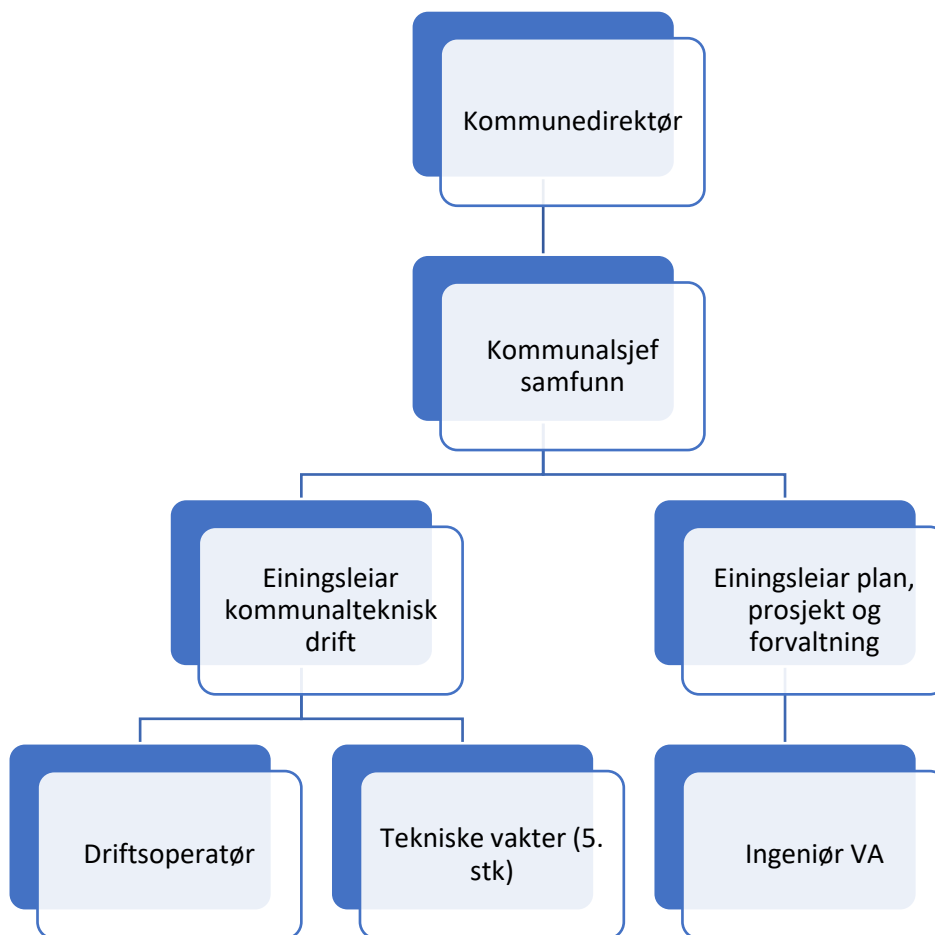 Kommunedirektør
Kommunalsjef
samfunn
Einingsleiar
kommunalteknisk
drift
Einingsleiar plan,
prosjekt og
forvaltning
Driftsoperatør
Tekniske vakter (5.
stk)
Ingeniør VA